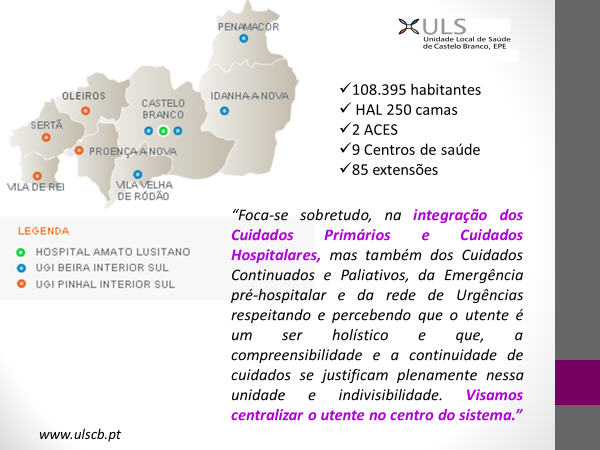 PENAMACOR
OLEIROS
CASTELO
BRANCO
IDANHA-A-NOVA
SERTÃ
PROENÇA-A-NOVA
VILA DE REI
VILA VELHA
DE RÓDÃO
LEGENDA
HOSPITAL AMATO LUSITANO
UGI BEIRA INTERIOR SUL
UGI PINHAL INTERIOR SUL
ULS
Unidade Local de Saúde
de Castelo Branco, EPE
✓108.395 habitantes
✓ HAL 250 camas
✓2 ACES
✓9 Centros de saúde
✓85 extensões
“Foca-se sobretudo, na integração dos
Cuidados Primários e Cuidados
Hospitalares, mas também dos Cuidados
Continuados e Paliativos, da Emergência
pré-hospitalar e da rede de Urgências
respeitando e percebendo que o utente é
um ser holístico e que, a
compreensibilidade e a continuidade de
cuidados se justificam plenamente nessa
unidade e indivisibilidade. Visamos
centralizar o utente no centro do sistema.”
www.ulscb.pt